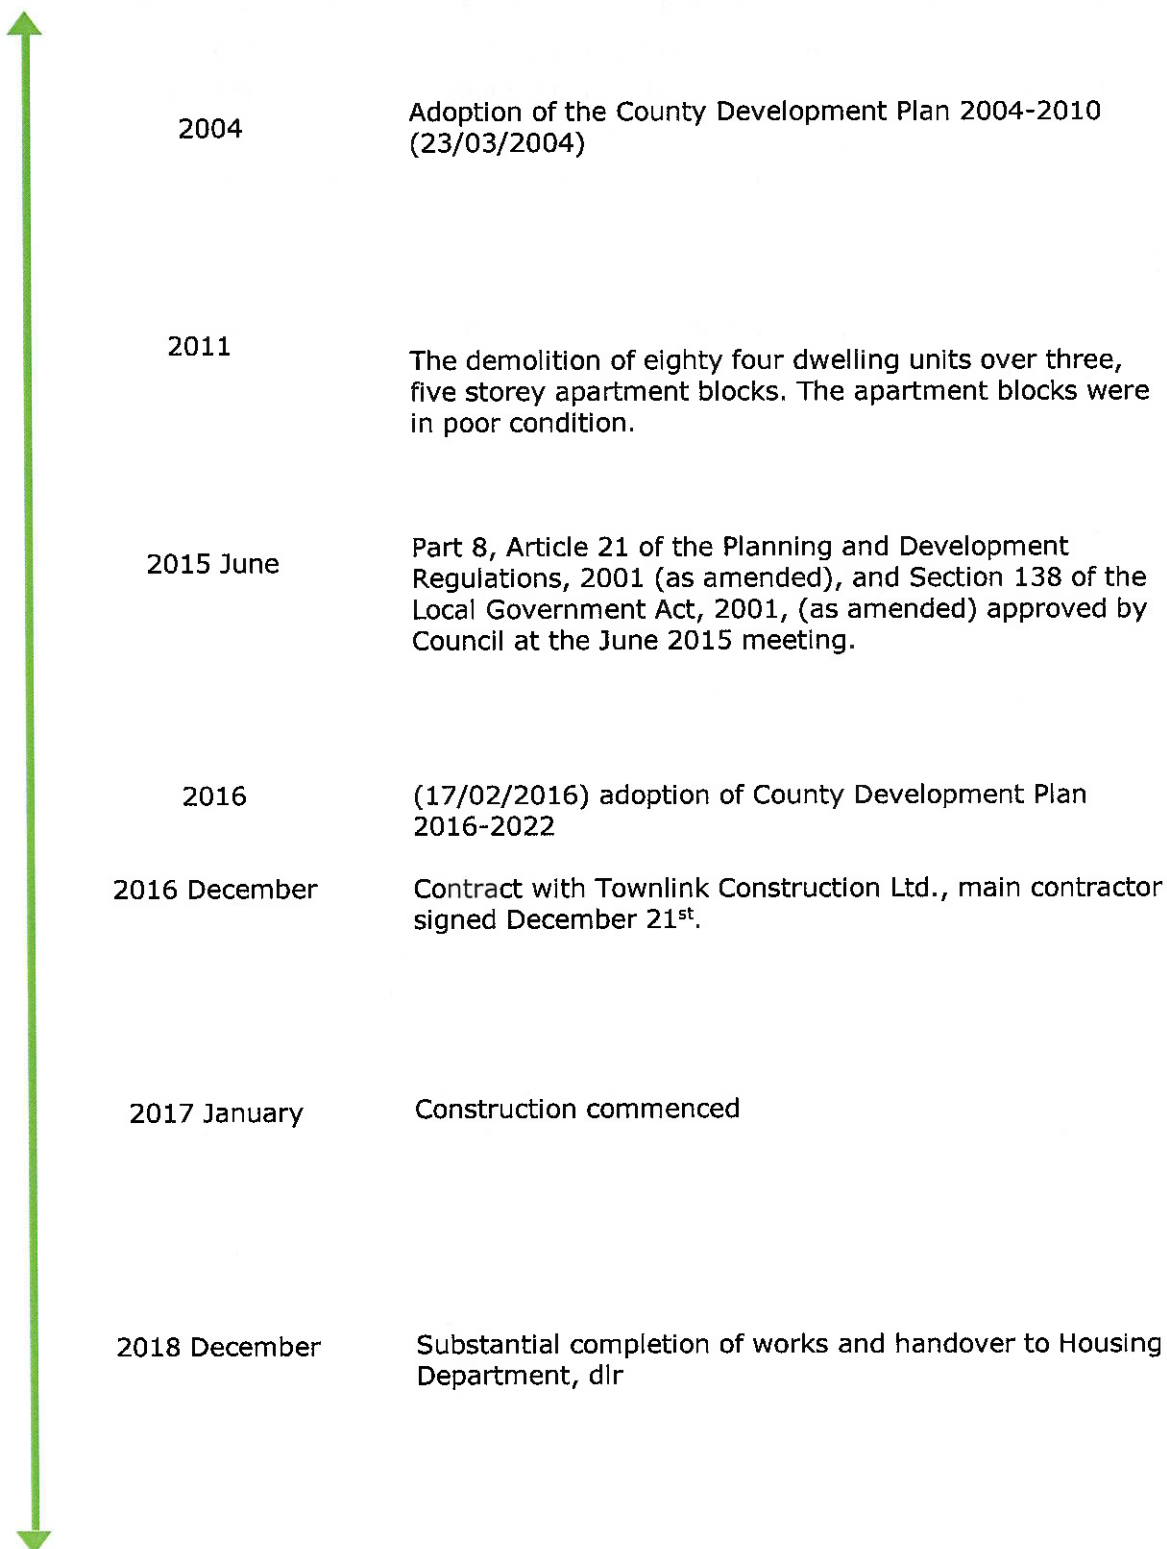 2004
Adoption of the County Development Plan 2004-2010
(23/03/2004)
2011
The demolition of eighty four dwelling units over three,
five storey apartment blocks. The apartment blocks were
in poor condition.
2015 June
Part 8, Article 21 of the Planning and Development
Regulations, 2001 (as amended), and Section 138 of the
Local Government Act, 2001, (as amended) approved by
Council at the June 2015 meeting.
2016
(17/02/2016) adoption of County Development Plan
2016-2022
2016 December
Contract with Townlink Construction Ltd., main contractor
signed December 21st.
2017 January
Construction commenced
2018 December
Substantial completion of works and handover to Housing
Department, dlr